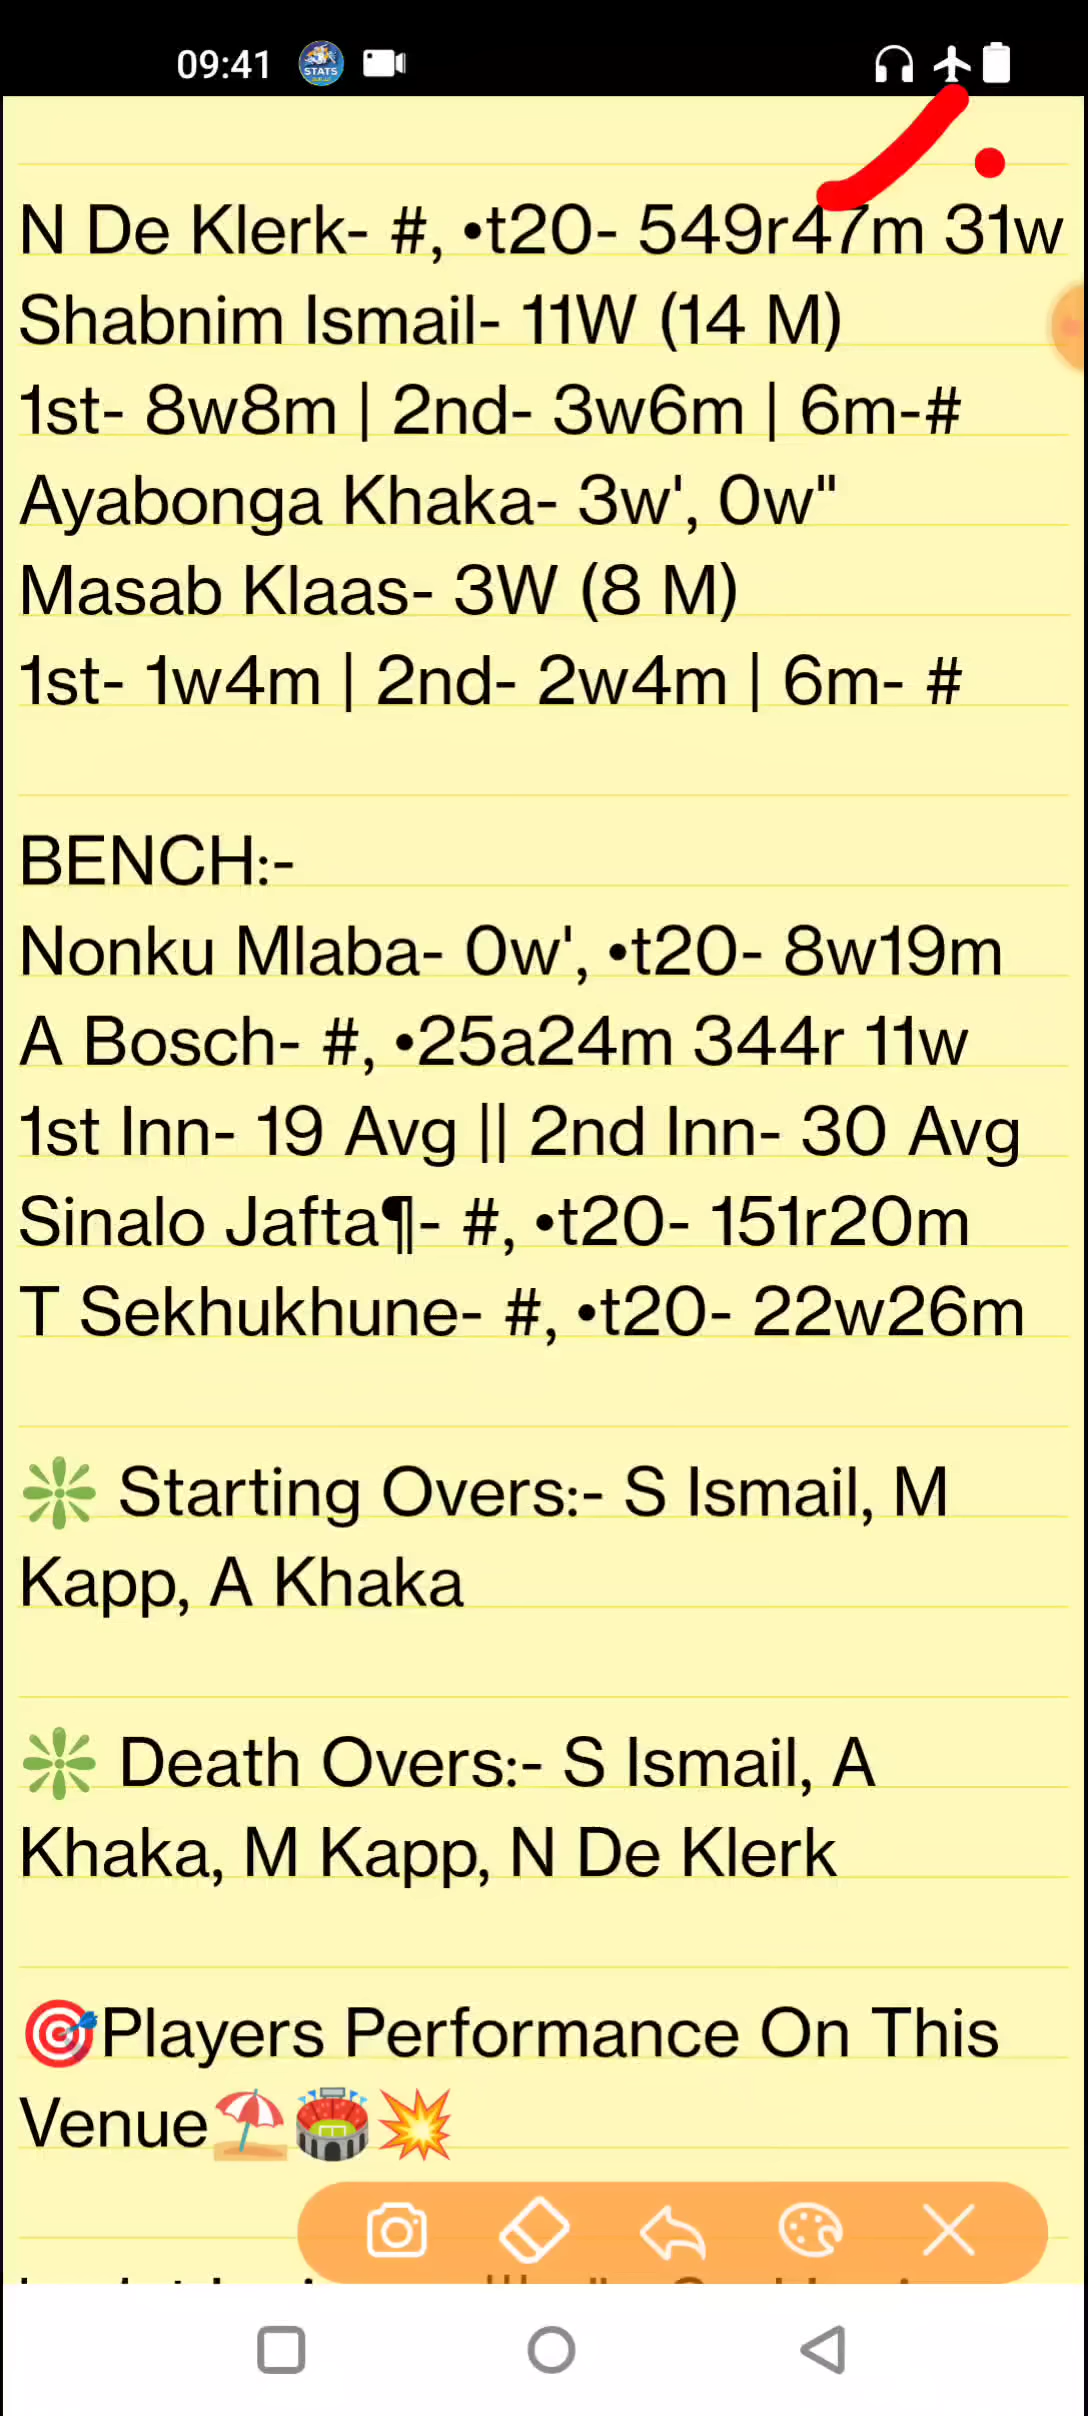 09:41 STATS
N De Klerk- #, •t20- 549r47m 31w
Shabnim Ismail- 11W (14 M)
1st- 8w8m | 2nd- 3w6m | 6m-#
Ayabonga Khaka- 3w', 0w"
Masab Klaas- 3W (8 M)
1st- 1w4m | 2nd- 2w4m | 6m- #
BENCH:-
Nonku Mlaba- 0w', •t20- 8w19m
A Bosch- #, •25a24m 344r 11w
1st Inn- 19 Avg || 2nd Inn- 30 Avg
Sinalo Jafta¶- #, •t20- 151r20m
T Sekhukhune- #, •t20- 22w26m
Starting Overs:- S Ismail, M
Kapp, A Khaka
Death Overs:- S Ismail, A
Khaka, M Kapp, N De Klerk
🎯Players Performance On This
Venue⛱️🏟️💥